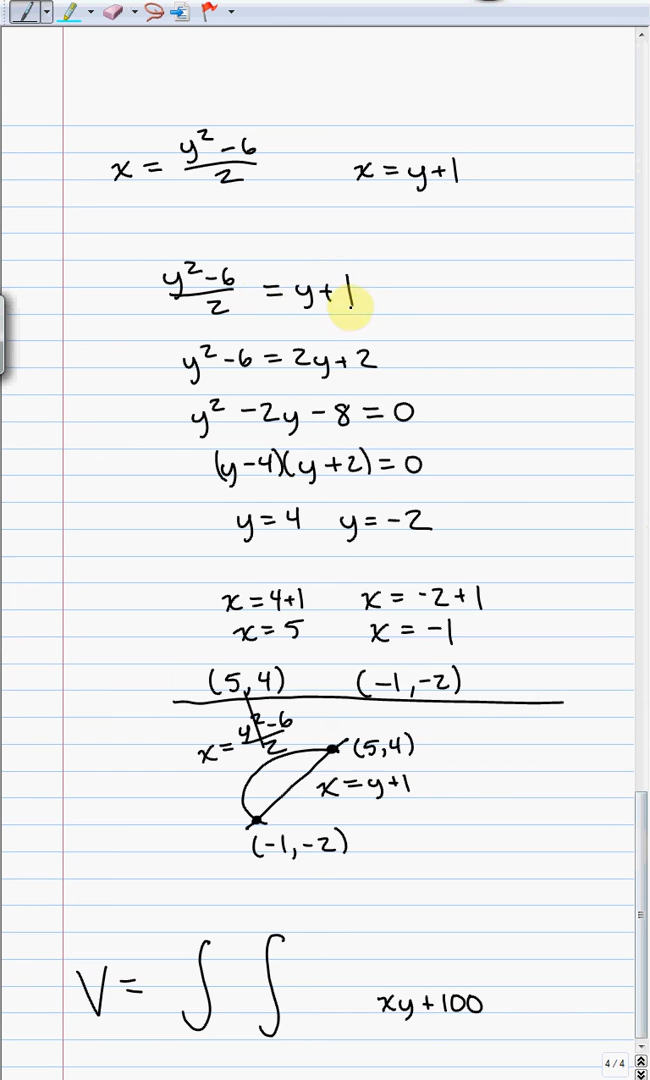 x = (y² - 6)/2    x = y+1
(y² - 6)/2 = y+1
y² - 6 = 2y + 2
y² - 2y - 8 = 0
(y-4)(y+2) = 0
y = 4    y = -2
x = 4+1    x = -2+1
x = 5    x = -1
(5,4)    (-1,-2)
x = (y² - 6)/2
(5,4)
x = y+1
(-1,-2)
V = ∫ ∫    xy + 100
4 / 4